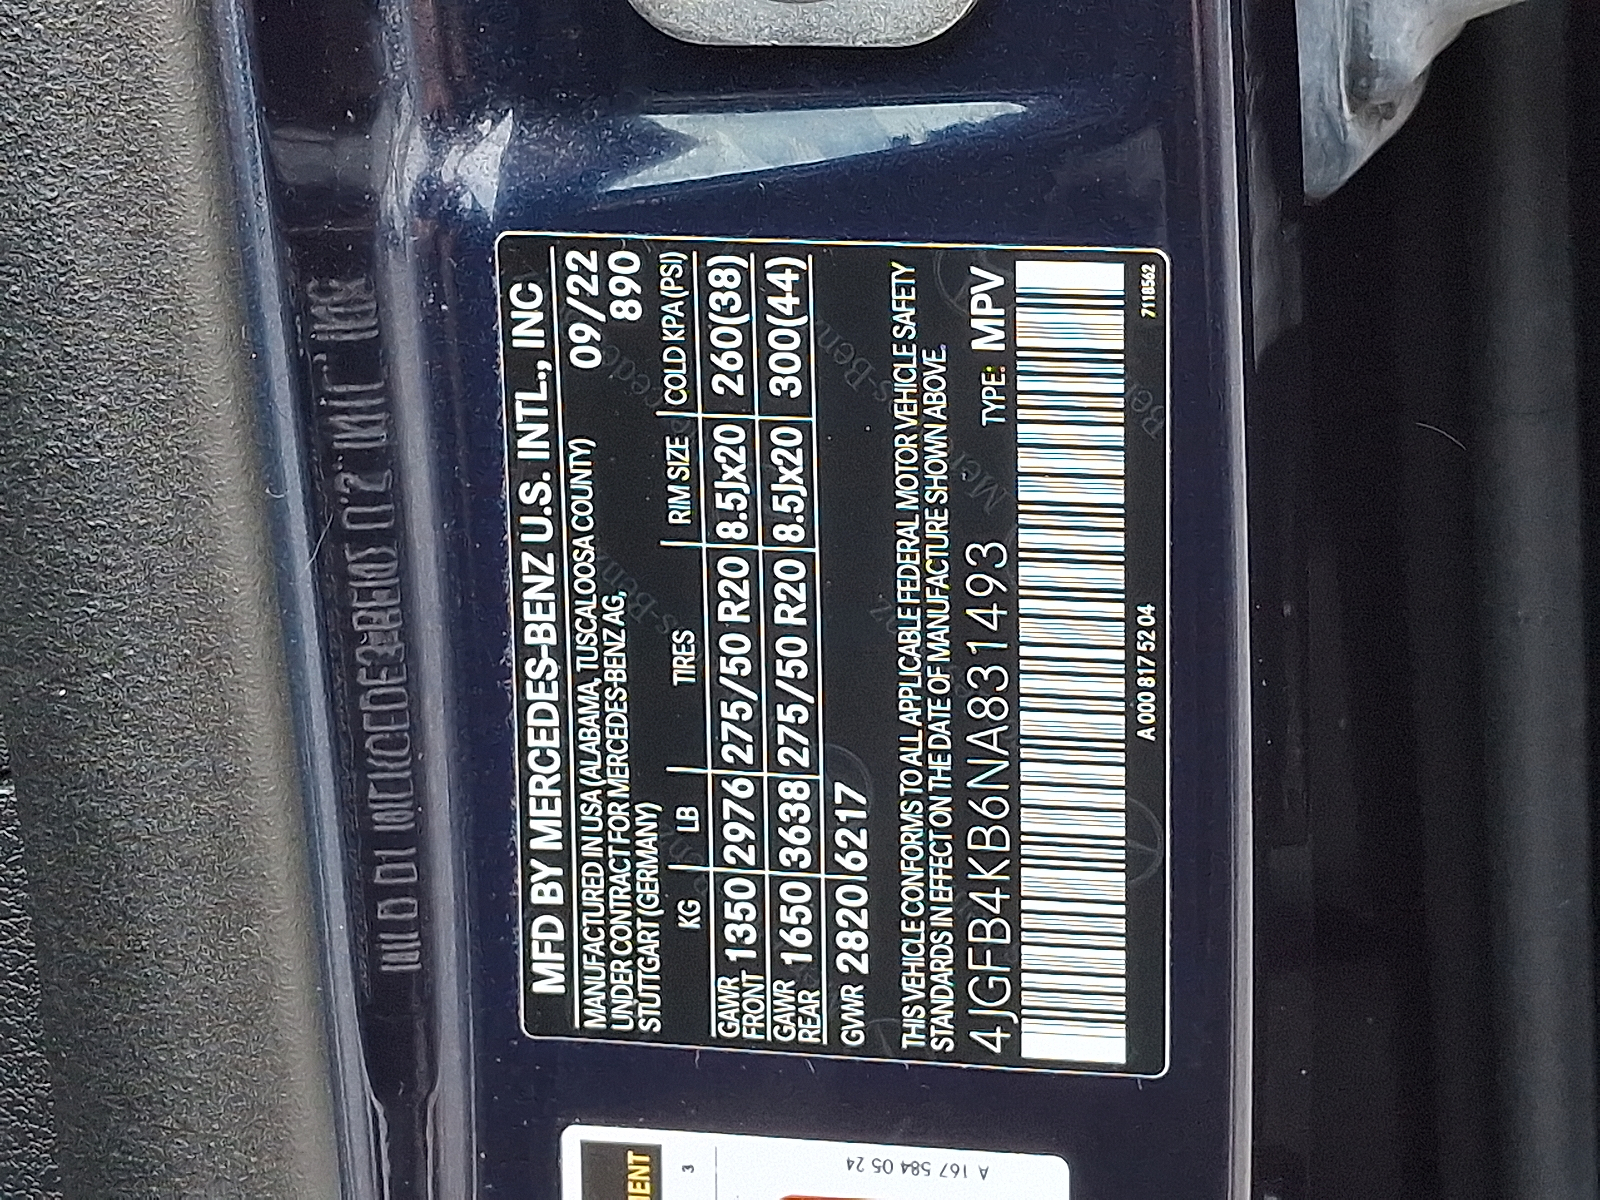 MFD BY MERCEDES-BENZ U.S. INTL., INC
MANUFACTURED IN USA (ALABAMA, TUSCALOOSA COUNTY) 09/22
UNDER CONTRACT FOR MERCEDES-BENZ AG, 890
STUTTGART (GERMANY)
KG LB TIRES RIM SIZE COLD KPA (PSI)
GAWR FRONT 1350 2976 275/50 R20 8.5Jx20 260(38)
GAWR REAR 1650 3638 275/50 R20 8.5Jx20 300(44)
GVWR 2820 6217
THIS VEHICLE CONFORMS TO ALL APPLICABLE FEDERAL MOTOR VEHICLE SAFETY
STANDARDS IN EFFECT ON THE DATE OF MANUFACTURE SHOWN ABOVE.
4JGFB4KB6NA831493 TYPE: MPV
A 000 817 52 04 7118562
3
A 167 584 05 24